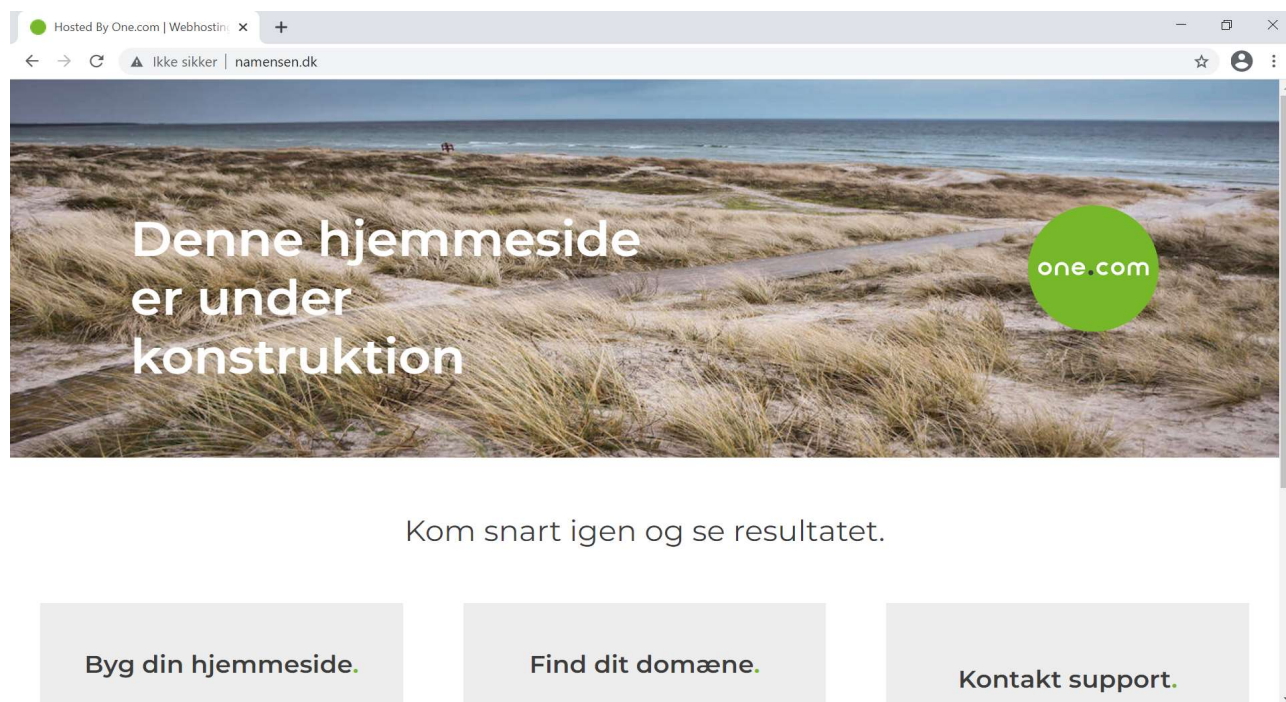 Hosted By One.com | Webhosting
Ikke sikker | namensen.dk
Denne hjemmeside
er under
konstruktion
one.com
Kom snart igen og se resultatet.
Byg din hjemmeside.
Find dit domæne.
Kontakt support.